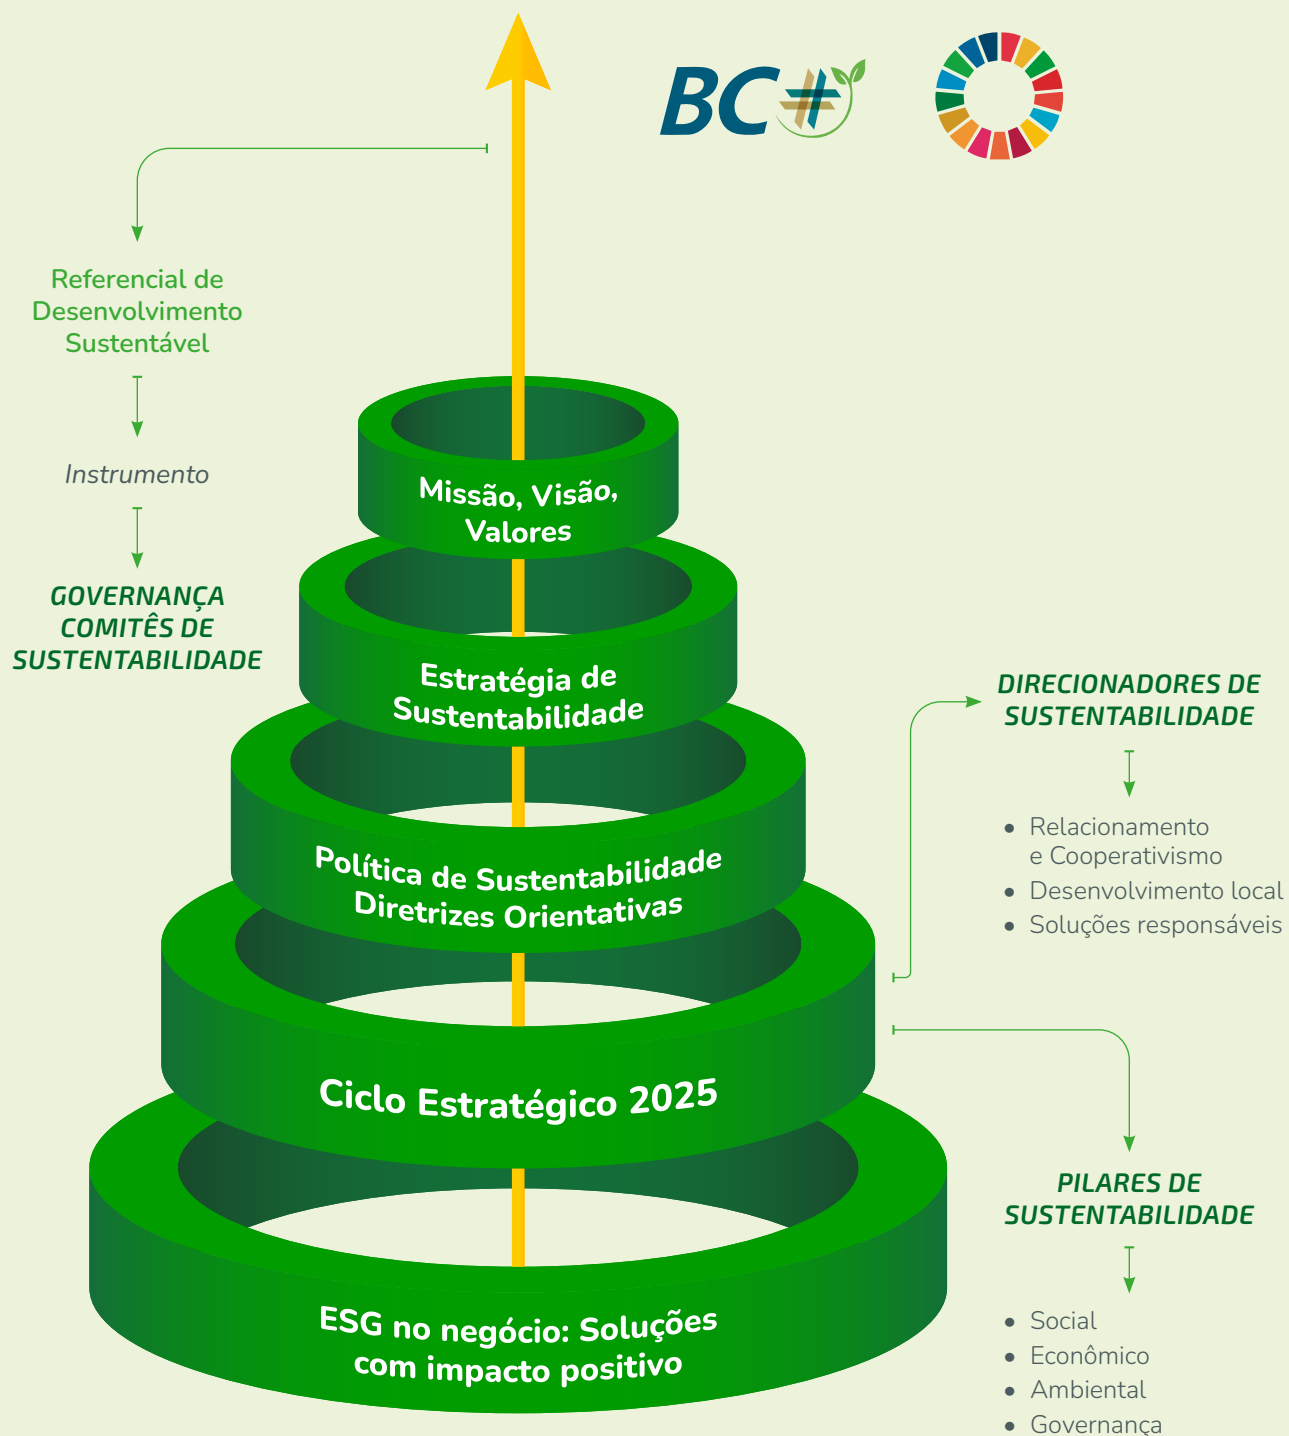 BC#
Referencial de
Desenvolvimento
Sustentável
Instrumento
GOVERNANÇA
COMITÊS DE
SUSTENTABILIDADE
Missão, Visão,
Valores
Estratégia de
Sustentabilidade
Política de Sustentabilidade
Diretrizes Orientativas
Ciclo Estratégico 2025
ESG no negócio: Soluções
com impacto positivo
DIRECIONADORES DE
SUSTENTABILIDADE
• Relacionamento
e Cooperativismo
• Desenvolvimento local
• Soluções responsáveis
PILARES DE
SUSTENTABILIDADE
• Social
• Econômico
• Ambiental
• Governança